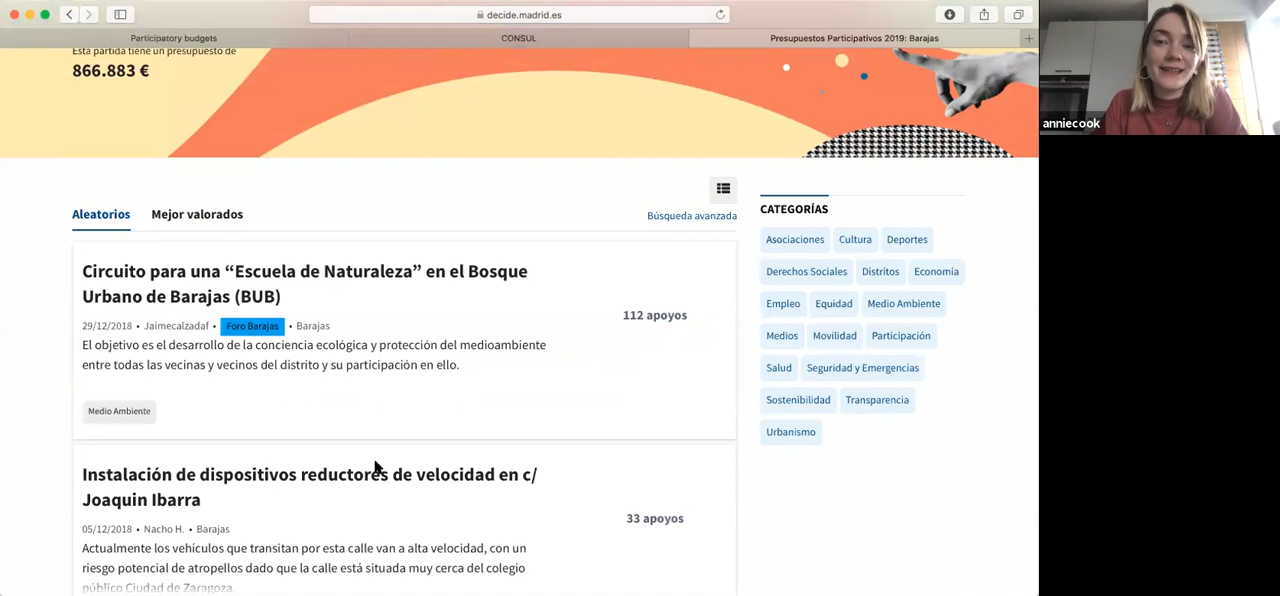 decide.madrid.es
Participatory budgets
CONSUL
Presupuestos Participativos 2019: Barajas
anniecook
Esta partida tiene un presupuesto de
866.883 €
Aleatorios
Mejor valorados
Búsqueda avanzada
Circuito para una “Escuela de Naturaleza” en el Bosque
Urbano de Barajas (BUB)
29/12/2018 • Jaimecalzadaf • Foro Barajas • Barajas
El objetivo es el desarrollo de la conciencia ecológica y protección del medioambiente
entre todas las vecinas y vecinos del distrito y su participación en ello.
112 apoyos
Medio Ambiente
Instalación de dispositivos reductores de velocidad en c/
Joaquin Ibarra
05/12/2018 • Nacho H. • Barajas
Actualmente los vehículos que transitan por esta calle van a alta velocidad, con un
riesgo potencial de atropellos dado que la calle está situada muy cerca del colegio
público Ciudad de Zaragoza.
33 apoyos
CATEGORÍAS
Asociaciones Cultura Deportes
Derechos Sociales Distritos Economía
Empleo Equidad Medio Ambiente
Medios Movilidad Participación
Salud Seguridad y Emergencias
Sostenibilidad Transparencia
Urbanismo